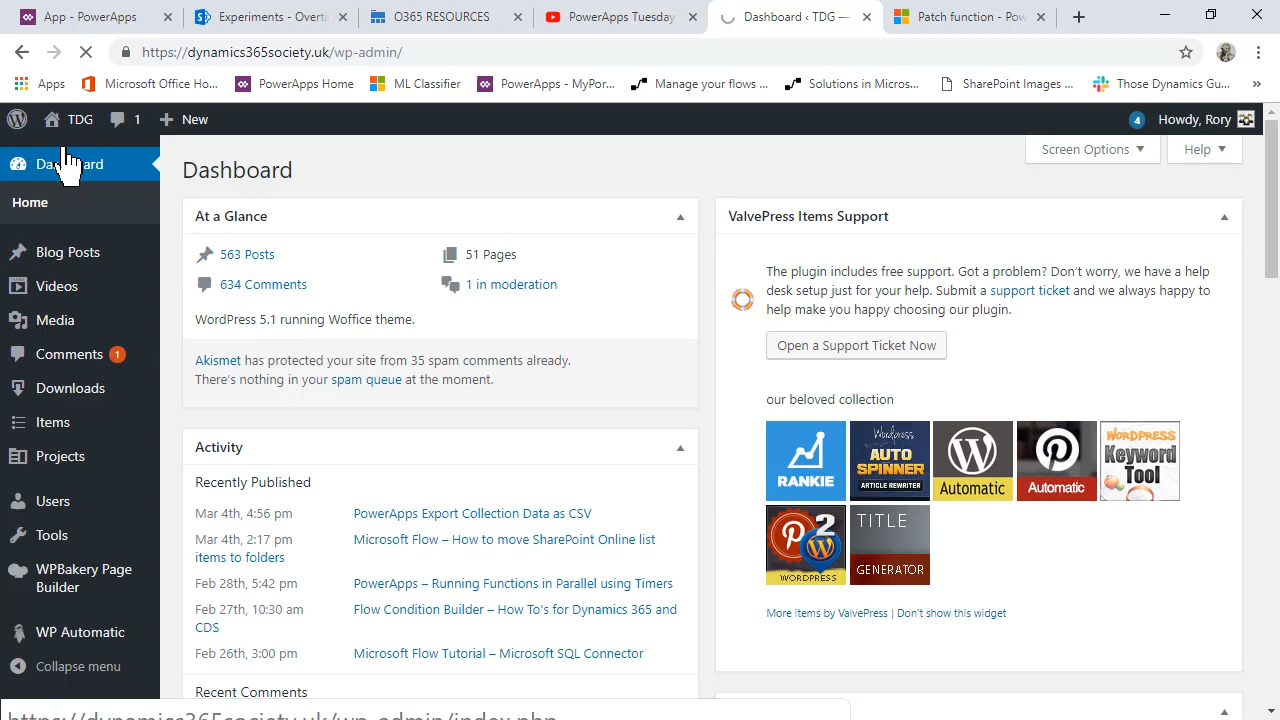 App - PowerApps
Experiments - Overti
O365 RESOURCES
PowerApps Tuesday
Dashboard ‹ TDG —
Patch function - Pow
https://dynamics365society.uk/wp-admin/
Apps
Microsoft Office Ho...
PowerApps Home
ML Classifier
PowerApps - MyPor...
Manage your flows ...
Solutions in Micros...
SharePoint Images ...
Those Dynamics Gu...
»
TDG
1
New
4
Howdy, Rory
Dashboard
Home
Blog Posts
Videos
Media
Comments 1
Downloads
Items
Projects
Users
Tools
WPBakery Page
Builder
WP Automatic
Collapse menu
Screen Options
Help
Dashboard
At a Glance
563 Posts
51 Pages
634 Comments
1 in moderation
WordPress 5.1 running Woffice theme.
Akismet has protected your site from 35 spam comments already.
There's nothing in your spam queue at the moment.
Activity
Recently Published
Mar 4th, 4:56 pm PowerApps Export Collection Data as CSV
Mar 4th, 2:17 pm Microsoft Flow – How to move SharePoint Online list
items to folders
Feb 28th, 5:42 pm PowerApps – Running Functions in Parallel using Timers
Feb 27th, 10:30 am Flow Condition Builder – How To's for Dynamics 365 and
CDS
Feb 26th, 3:00 pm Microsoft Flow Tutorial – Microsoft SQL Connector
Recent Comments
ValvePress Items Support
The plugin includes free support. Got a problem? Don't worry, we have a help
desk setup just for your help. Submit a support ticket and we always happy to
help make you happy choosing our plugin.
Open a Support Ticket Now
our beloved collection
RANKIE
Wordpress
AUTO
SPINNER
ARTICLE REWRITER
Automatic
Automatic
WORDPRESS
Keyword
Tool
2
WORDPRESS
TITLE
GENERATOR
More items by ValvePress | Don't show this widget
https://dynamics365society.uk/wp-admin/index.php